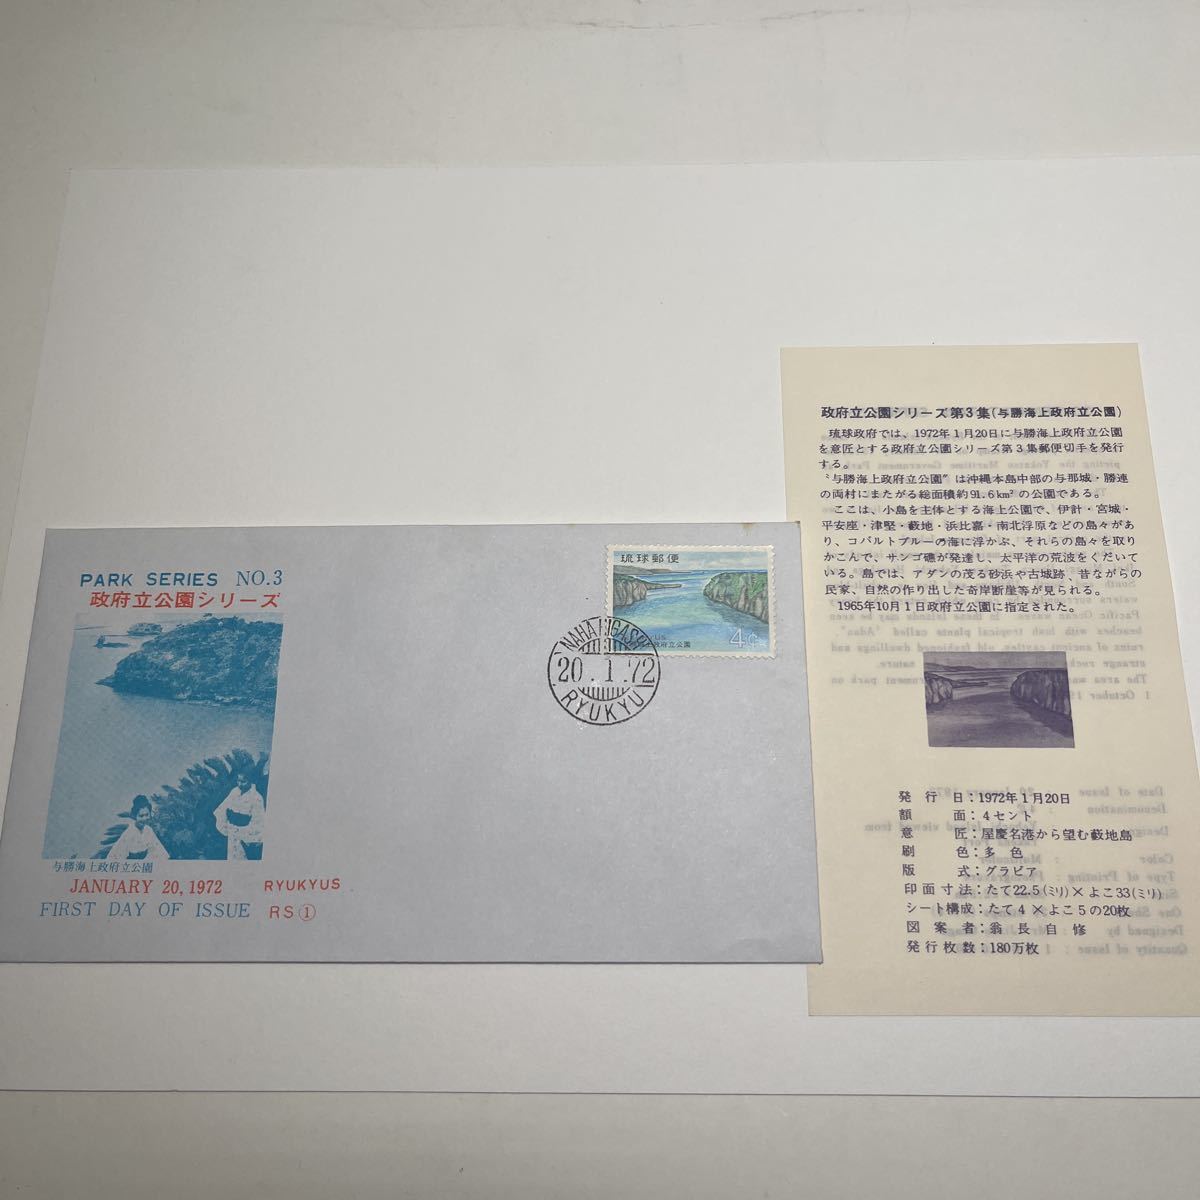 PARK SERIES NO.3
政府立公園シリーズ
与勝海上政府立公園
JANUARY 20, 1972 RYUKYUS
FIRST DAY OF ISSUE RS①
琉球郵便
4¢
上政府立公園
NAHA HIGASHI
20.1.72
RYUKYU
政府立公園シリーズ第3集(与勝海上政府立公園)
琉球政府では、1972年1月20日に与勝海上政府立公園
を意匠とする政府立公園シリーズ第3集郵便切手を発行
する。
〝与勝海上政府立公園〟は沖縄本島中部の与那城・勝連
の両村にまたがる総面積約91.6km²の公園である。
ここは、小島を主体とする海上公園で、伊計・宮城・
平安座・津堅・藪地・浜比嘉・南北浮原などの島々があ
り、コバルトブルーの海に浮かぶ、それらの島々を取り
かこんで、サンゴ礁が発達し、太平洋の荒波をくだいて
いる。島では、アダンの茂る砂浜や古城跡、昔ながらの
民家、自然の作り出した奇岸断崖等が見られる。
1965年10月1日政府立公園に指定された。
発行日:1972年1月20日
額面:4セント
意匠:屋慶名港から望む藪地島
刷色:多色
版式:グラビア
印面寸法:たて22.5(ミリ)×よこ33(ミリ)
シート構成:たて4×よこ5の20枚
図案者:翁長自修
発行枚数:180万枚